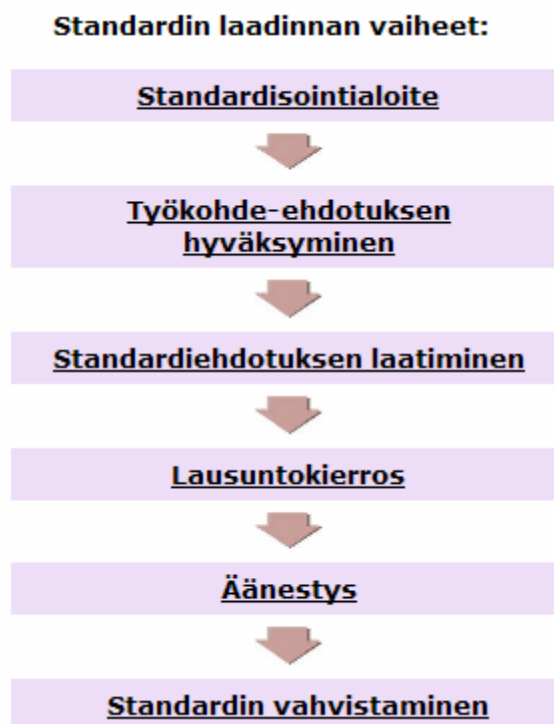 Standardin laadinnan vaiheet:
Standardisointialoite
Työkohde-ehdotuksen
hyväksyminen
Standardiehdotuksen laatiminen
Lausuntokierros
Äänestys
Standardin vahvistaminen